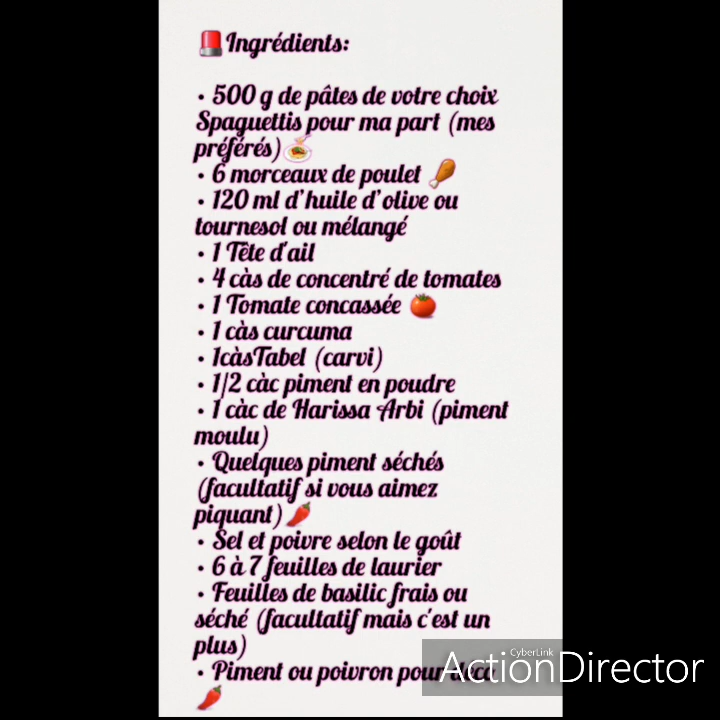 🚨Ingrédients:
• 500 g de pâtes de votre choix
Spaguettis pour ma part (mes
préférés)🍝
• 6 morceaux de poulet 🍗
• 120 ml d'huile d'olive ou
tournesol ou mélangé
• 1 Tête d'ail
• 4 càs de concentré de tomates
• 1 Tomate concassée 🍅
• 1 càs curcuma
• 1càsTabel (carvi)
• 1/2 càc piment en poudre
• 1 càc de Harissa Arbi (piment
moulu)
• Quelques piment séchés
(facultatif si vous aimez
piquant)🌶️
• Sel et poivre selon le goût
• 6 à 7 feuilles de laurier
• Feuilles de basilic frais ou
séché (facultatif mais c'est un
plus)
• Piment ou poivron pour déco
🌶️
CyberLink
ActionDirector